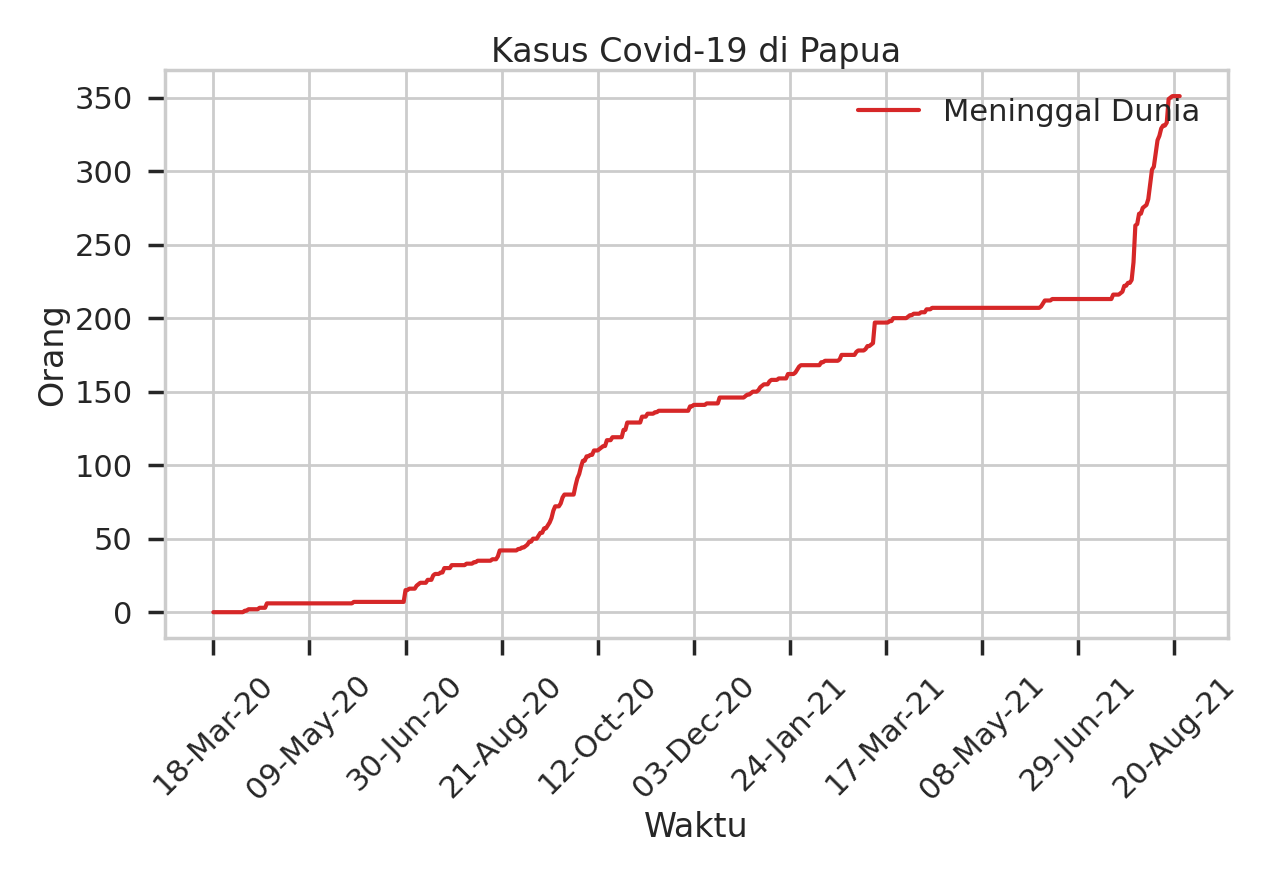 Kasus Covid-19 di Papua
Meninggal Dunia
350
300
250
200
150
100
50
0
Orang
18-Mar-20
09-May-20
30-Jun-20
21-Aug-20
12-Oct-20
03-Dec-20
24-Jan-21
17-Mar-21
08-May-21
29-Jun-21
20-Aug-21
Waktu